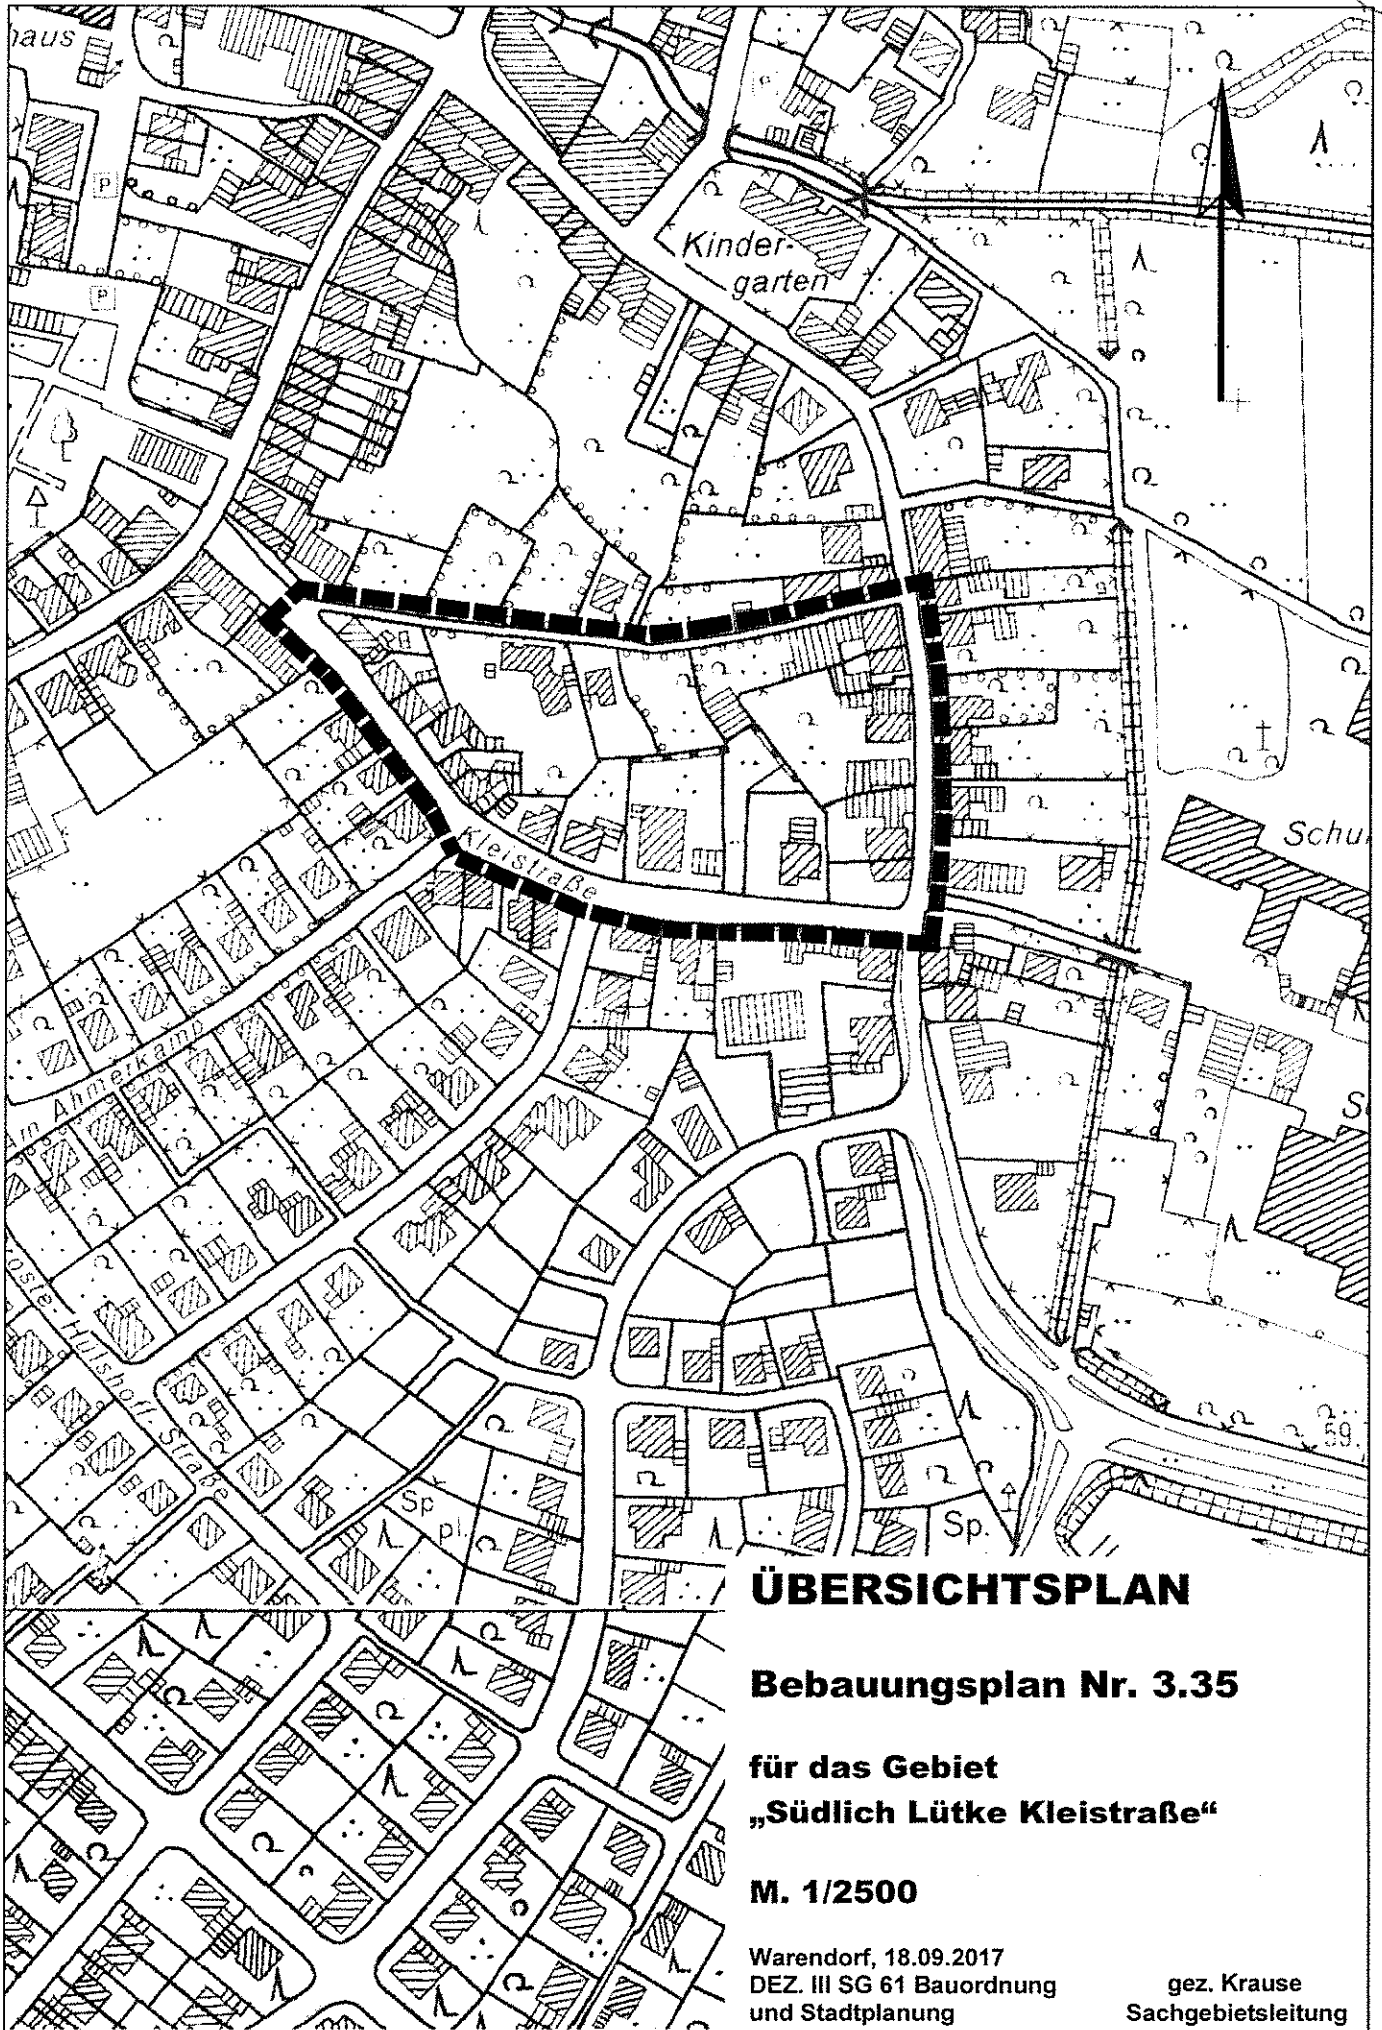 haus
P
P
P
Kinder-
garten
Schul
Kleistraße
Am Ahmerkamp
Hülshoff-Straße
Sp
pl.
Sp.
59.
ÜBERSICHTSPLAN
Bebauungsplan Nr. 3.35
für das Gebiet
„Südlich Lütke Kleistraße“
M. 1/2500
Warendorf, 18.09.2017
DEZ. III SG 61 Bauordnung
und Stadtplanung
gez. Krause
Sachgebietsleitung